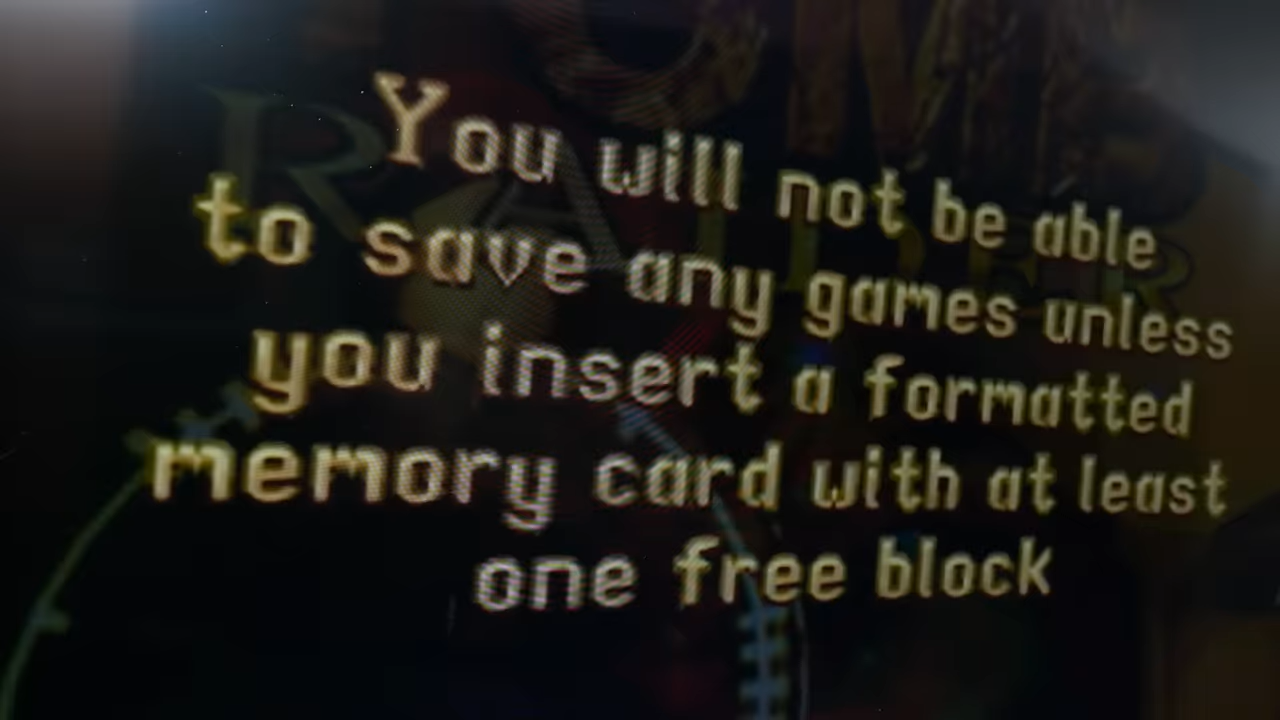 You will not be able
to save any games unless
you insert a formatted
memory card with at least
one free block
RAIDER